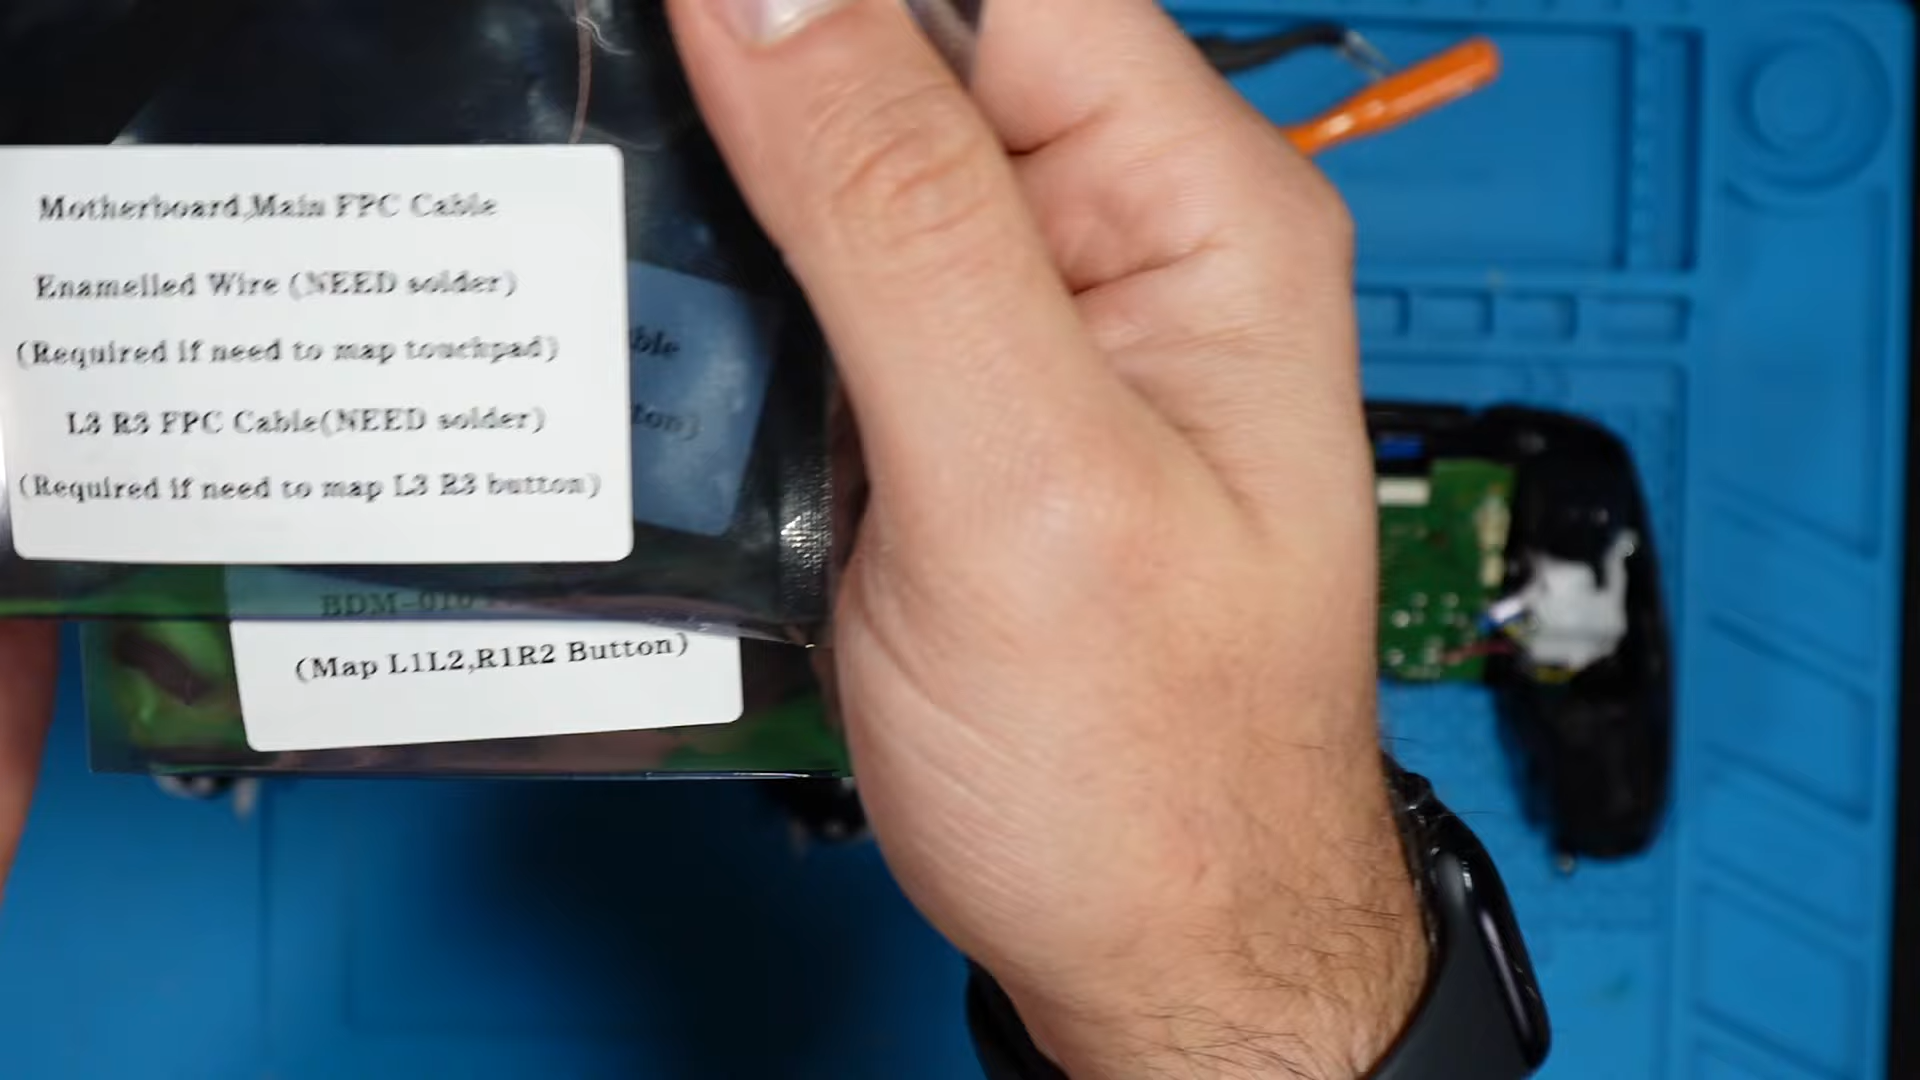 Motherboard,Main FPC Cable
Enamelled Wire (NEED solder)
(Required if need to map touchpad)
L3 R3 FPC Cable(NEED solder)
(Required if need to map L3 R3 button)
BDM-010
(Map L1L2,R1R2 Button)